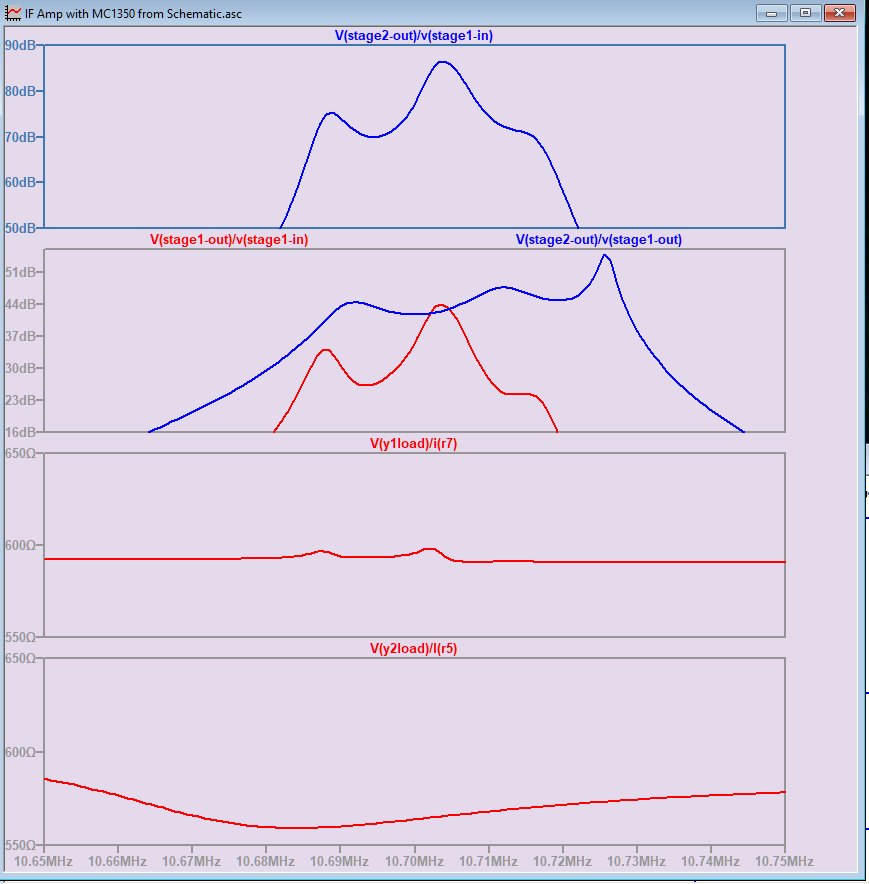 IF Amp with MC1350 from Schematic.asc
V(stage2-out)/v(stage1-in)
90dB
80dB
70dB
60dB
50dB
V(stage1-out)/v(stage1-in) V(stage2-out)/v(stage1-out)
51dB
44dB
37dB
30dB
23dB
16dB
V(y1load)/i(r7)
650Ω
600Ω
550Ω
V(y2load)/I(r5)
650Ω
600Ω
550Ω
10.65MHz 10.66MHz 10.67MHz 10.68MHz 10.69MHz 10.70MHz 10.71MHz 10.72MHz 10.73MHz 10.74MHz 10.75MHz